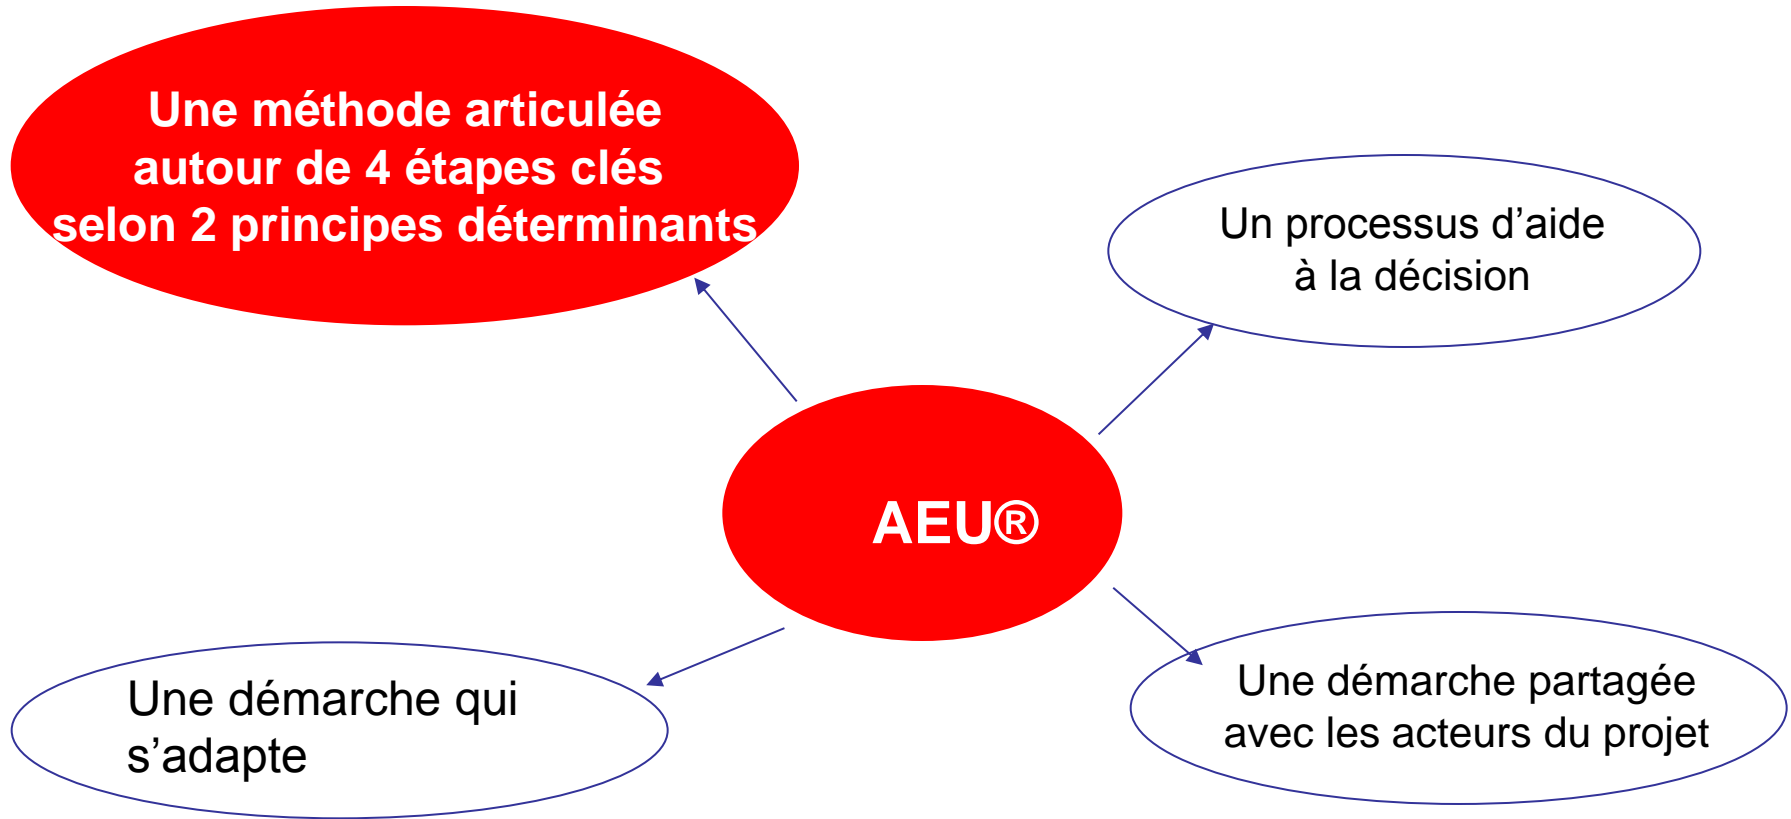 Une méthode articulée
autour de 4 étapes clés
selon 2 principes déterminants
Un processus d’aide
à la décision
AEU®
Une démarche qui
s’adapte
Une démarche partagée
avec les acteurs du projet